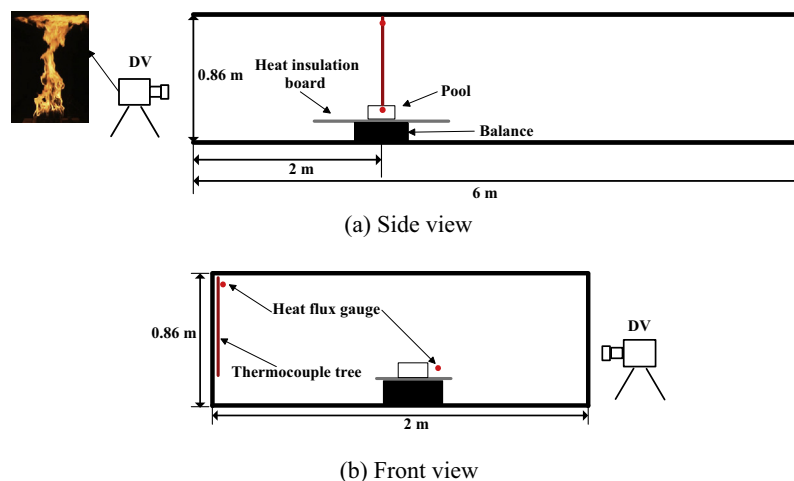 DV
0.86 m
Heat insulation
board
Pool
Balance
2 m
6 m
(a) Side view
0.86 m
Heat flux gauge
Thermocouple tree
DV
2 m
(b) Front view